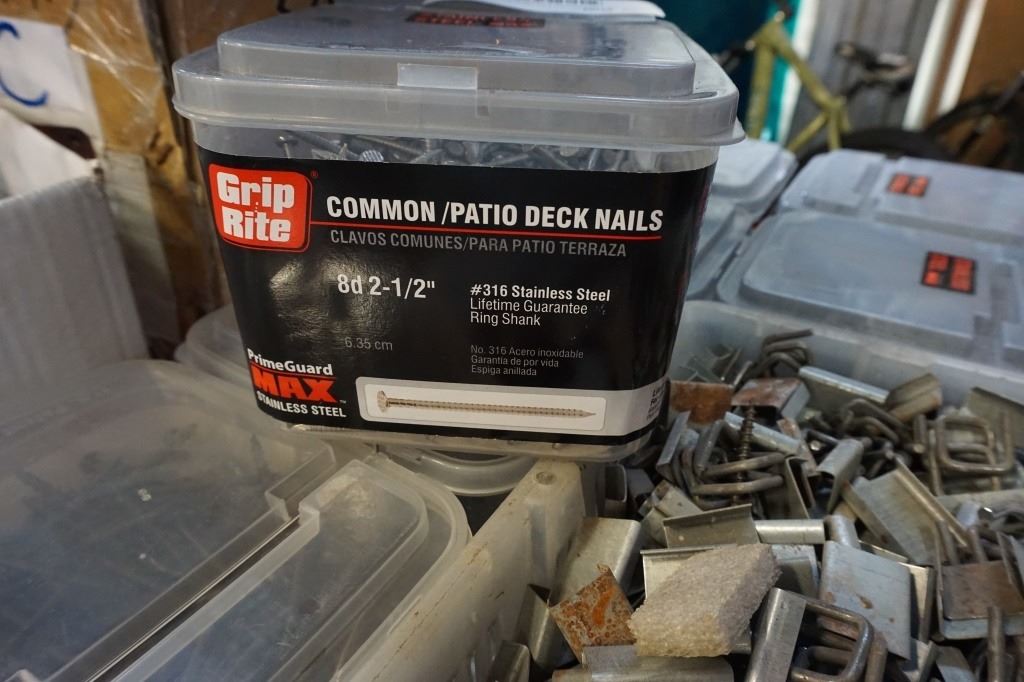 Grip
Rite
®
COMMON /PATIO DECK NAILS
CLAVOS COMUNES/PARA PATIO TERRAZA
8d 2-1/2"
6.35 cm
#316 Stainless Steel
Lifetime Guarantee
Ring Shank
No. 316 Acero inoxidable
Garantía de por vida
Espiga anillada
PrimeGuard
MAX™
STAINLESS STEEL
C